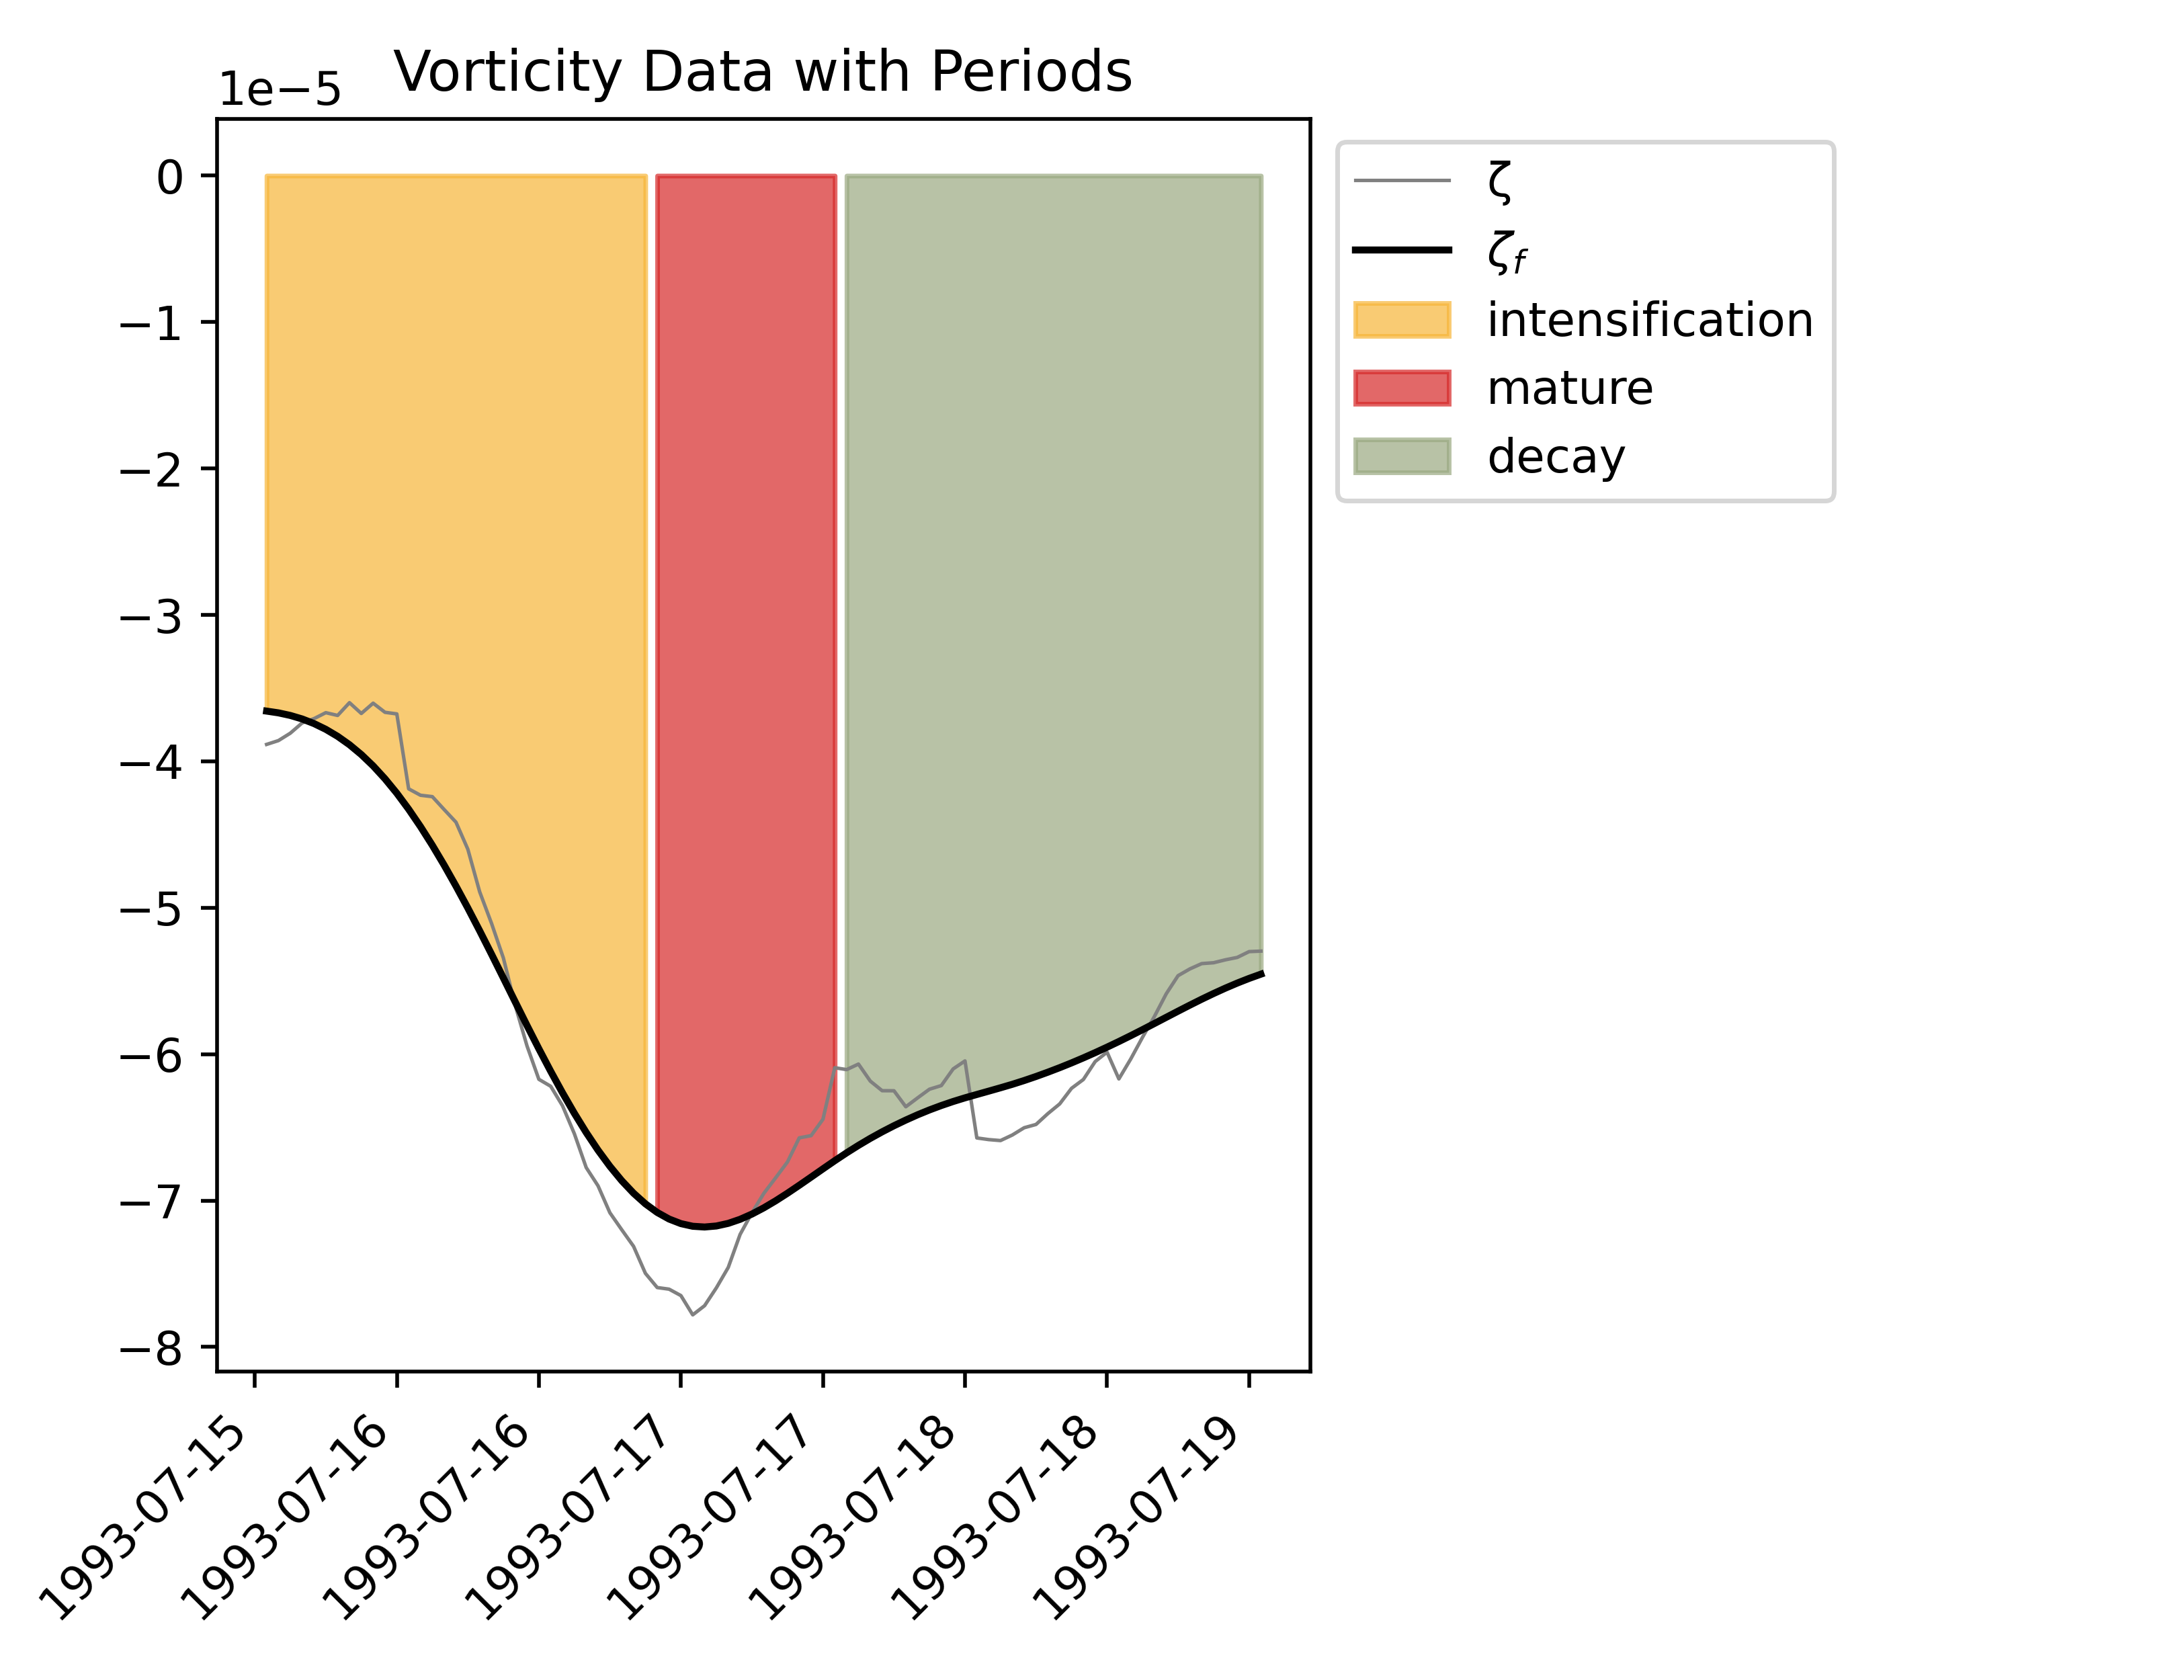 Vorticity Data with Periods
1e−5
0
−1
−2
−3
−4
−5
−6
−7
−8
1993-07-15
1993-07-16
1993-07-16
1993-07-17
1993-07-17
1993-07-18
1993-07-18
1993-07-19
ζ
ζf
intensification
mature
decay